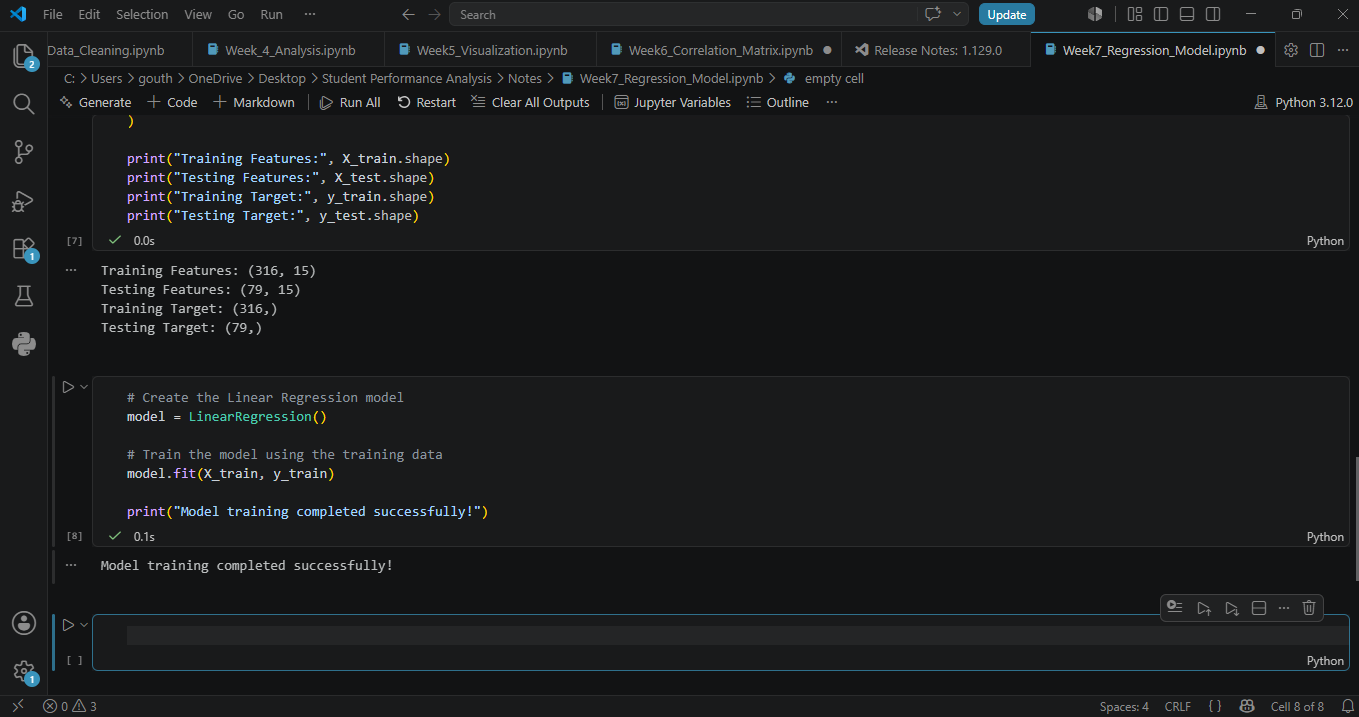 File Edit Selection View Go Run ··· Search Update
Data_Cleaning.ipynb Week_4_Analysis.ipynb Week5_Visualization.ipynb Week6_Correlation_Matrix.ipynb Release Notes: 1.129.0 Week7_Regression_Model.ipynb
C: > Users > gouth > OneDrive > Desktop > Student Performance Analysis > Notes > Week7_Regression_Model.ipynb > empty cell
Generate + Code + Markdown Run All Restart Clear All Outputs Jupyter Variables Outline ··· Python 3.12.0
)
print("Training Features:", X_train.shape)
print("Testing Features:", X_test.shape)
print("Training Target:", y_train.shape)
print("Testing Target:", y_test.shape)
[7] 0.0s Python
Training Features: (316, 15)
Testing Features: (79, 15)
Training Target: (316,)
Testing Target: (79,)
# Create the Linear Regression model
model = LinearRegression()
# Train the model using the training data
model.fit(X_train, y_train)
print("Model training completed successfully!")
[8] 0.1s Python
Model training completed successfully!
[ ] Python
2
1
1
0 3 Spaces: 4 CRLF { } Cell 8 of 8